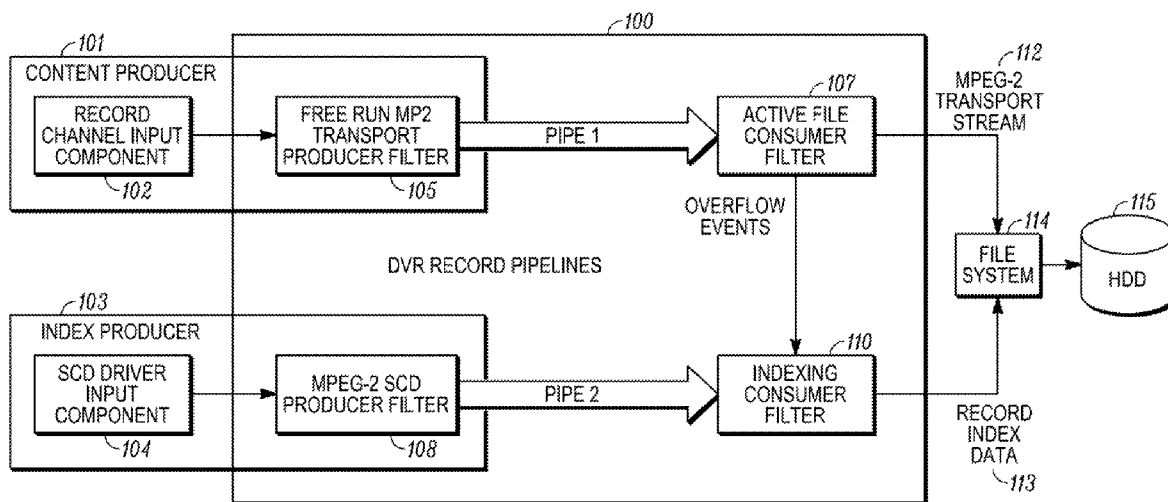 101
CONTENT PRODUCER
RECORD
CHANNEL INPUT
COMPONENT
102
100
FREE RUN MP2
TRANSPORT
PRODUCER FILTER
105
PIPE 1
107
ACTIVE FILE
CONSUMER
FILTER
112
MPEG-2
TRANSPORT
STREAM
OVERFLOW
EVENTS
DVR RECORD PIPELINES
114
FILE
SYSTEM
115
HDD
103
INDEX PRODUCER
SCD DRIVER
INPUT
COMPONENT
104
MPEG-2 SCD
PRODUCER FILTER
108
PIPE 2
110
INDEXING
CONSUMER
FILTER
RECORD
INDEX
DATA
113